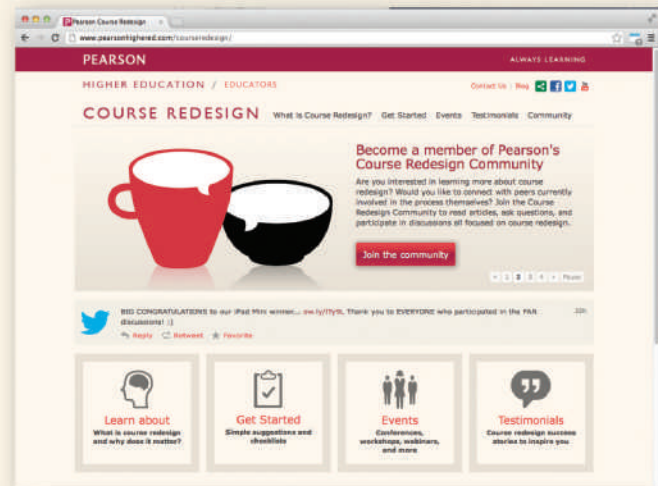 Pearson Course Redesign
www.pearsonhighered.com/courseredesign/
PEARSON
ALWAYS LEARNING
HIGHER EDUCATION / EDUCATORS
Contact Us | Blog
COURSE REDESIGN
What is Course Redesign? Get Started Events Testimonials Community
Become a member of Pearson's
Course Redesign Community
Are you interested in learning more about course
redesign? Would you like to connect with peers currently
involved in the process themselves? Join the Course
Redesign Community to read articles, ask questions, and
participate in discussions all focused on course redesign.
Join the community
« 1 2 3 4 » Pause
BIG CONGRATULATIONS to our iPad Mini winner... Thank you to EVERYONE who participated in the
discussions! :)
Reply Retweet Favorite
Learn about
What is course redesign
and why does it matter?
Get Started
Simple suggestions and
checklists
Events
Conferences,
workshops, webinars,
and more
Testimonials
Course redesign success
stories to inspire you